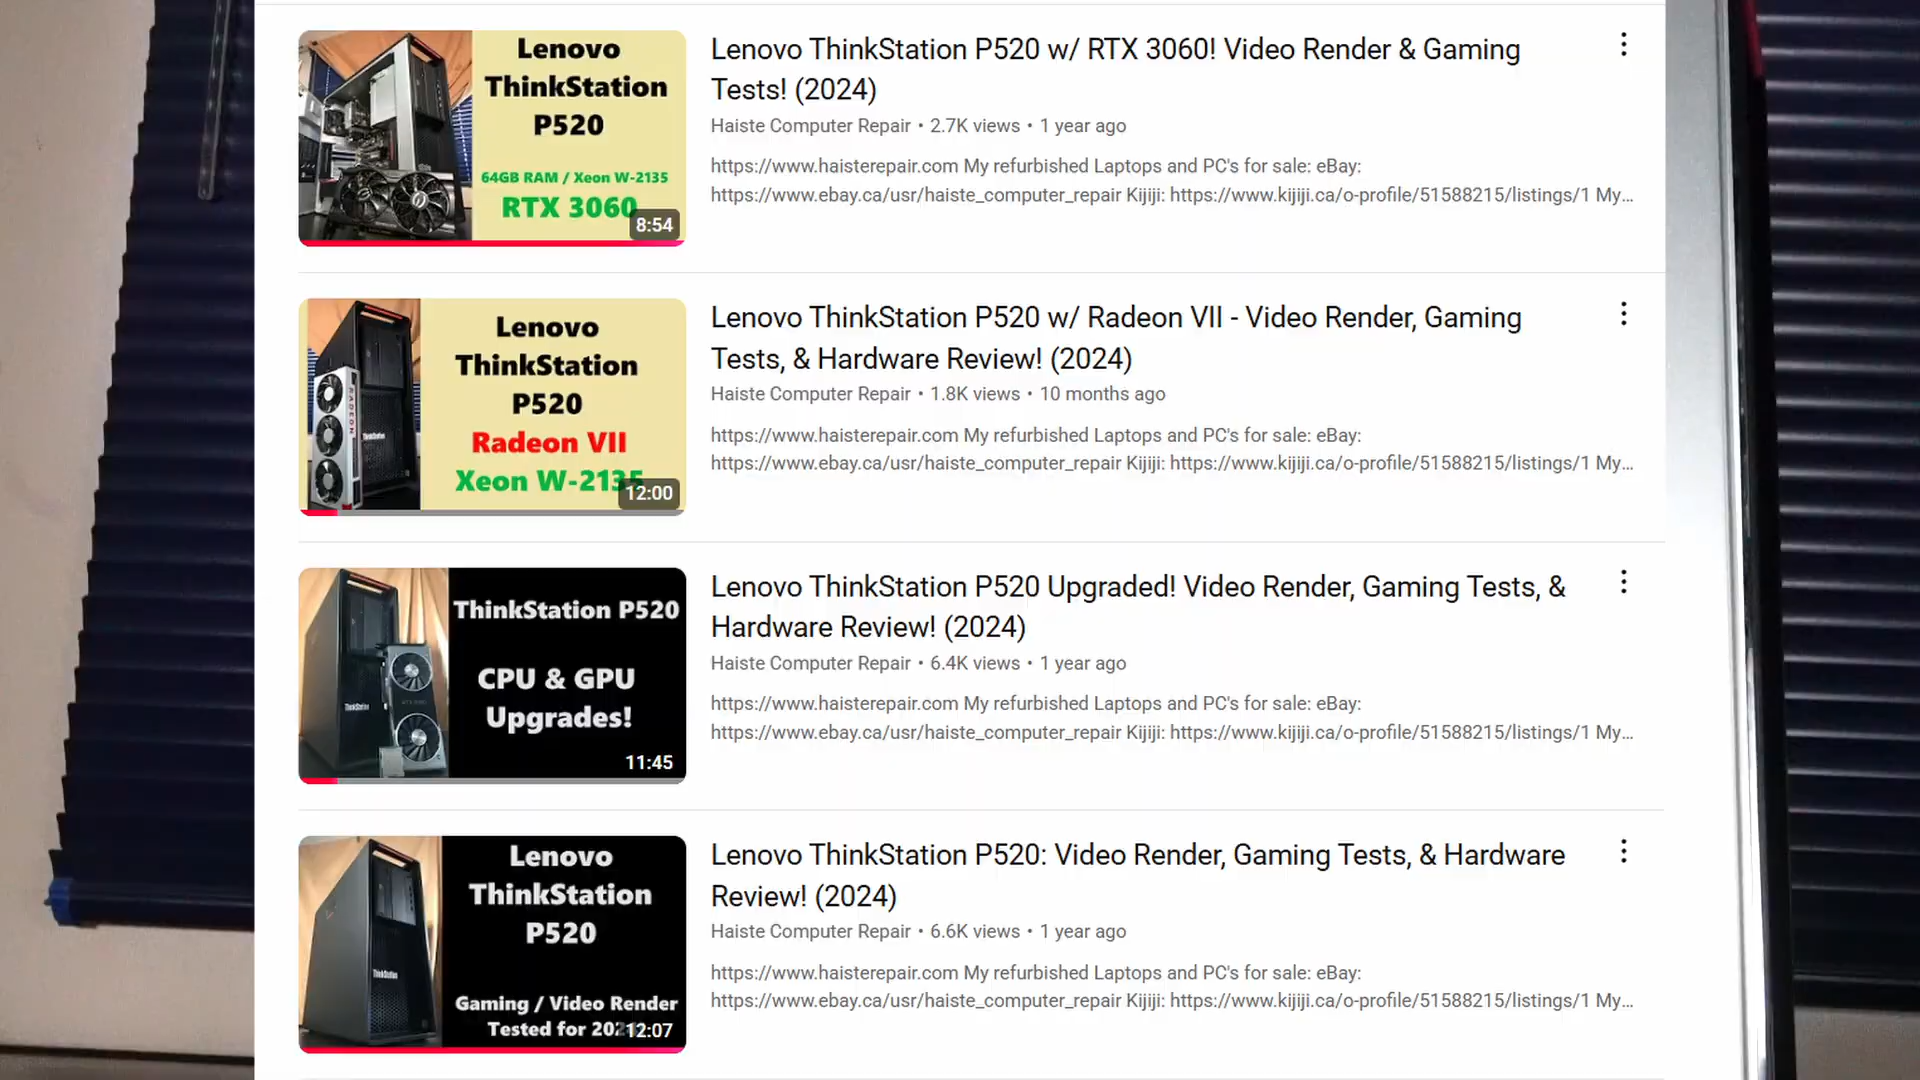 Lenovo
ThinkStation
P520
64GB RAM / Xeon W-2135
RTX 3060
8:54
Lenovo ThinkStation P520 w/ RTX 3060! Video Render & Gaming
Tests! (2024)
Haiste Computer Repair • 2.7K views • 1 year ago
https://www.haisterepair.com My refurbished Laptops and PC's for sale: eBay:
https://www.ebay.ca/usr/haiste_computer_repair Kijiji: https://www.kijiji.ca/o-profile/51588215/listings/1 My...
Lenovo
ThinkStation
P520
Radeon VII
Xeon W-2135
12:00
RADEON
ThinkStation
Lenovo ThinkStation P520 w/ Radeon VII - Video Render, Gaming
Tests, & Hardware Review! (2024)
Haiste Computer Repair • 1.8K views • 10 months ago
https://www.haisterepair.com My refurbished Laptops and PC's for sale: eBay:
https://www.ebay.ca/usr/haiste_computer_repair Kijiji: https://www.kijiji.ca/o-profile/51588215/listings/1 My...
ThinkStation P520
CPU & GPU
Upgrades!
11:45
ThinkStation
Lenovo ThinkStation P520 Upgraded! Video Render, Gaming Tests, &
Hardware Review! (2024)
Haiste Computer Repair • 6.4K views • 1 year ago
https://www.haisterepair.com My refurbished Laptops and PC's for sale: eBay:
https://www.ebay.ca/usr/haiste_computer_repair Kijiji: https://www.kijiji.ca/o-profile/51588215/listings/1 My...
Lenovo
ThinkStation
P520
Gaming / Video Render
Tested for
12:07
ThinkStation
Lenovo ThinkStation P520: Video Render, Gaming Tests, & Hardware
Review! (2024)
Haiste Computer Repair • 6.6K views • 1 year ago
https://www.haisterepair.com My refurbished Laptops and PC's for sale: eBay:
https://www.ebay.ca/usr/haiste_computer_repair Kijiji: https://www.kijiji.ca/o-profile/51588215/listings/1 My...